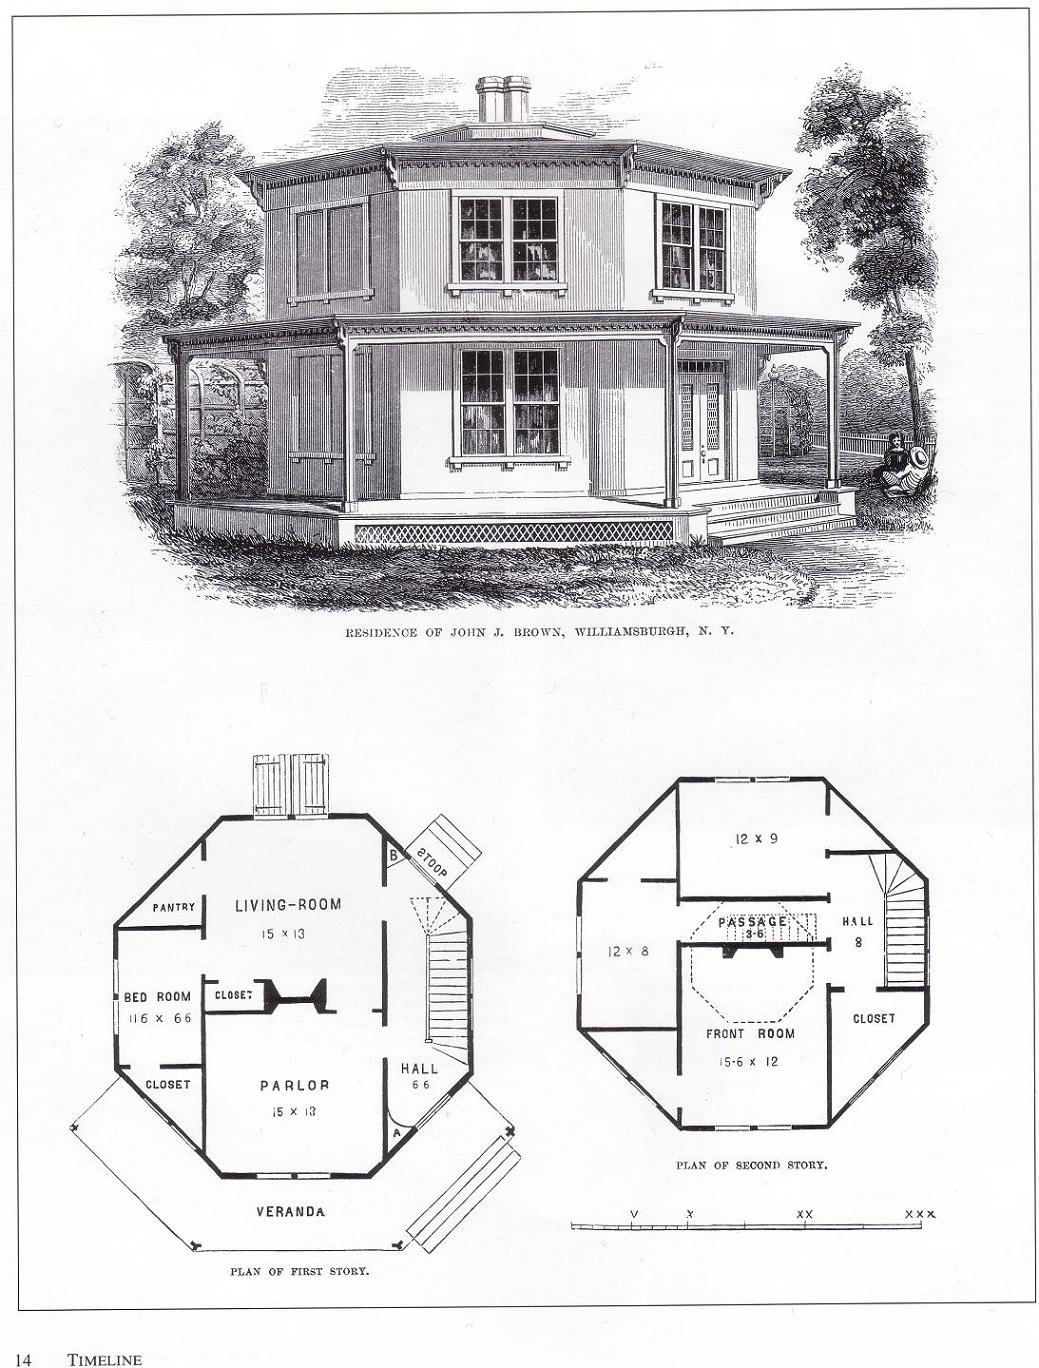 RESIDENCE OF JOHN J. BROWN, WILLIAMSBURGH, N. Y.
B
STOOP
PANTRY
LIVING-ROOM
15 × 13
BED ROOM
11 6 × 6 6
CLOSET
CLOSET
PARLOR
15 × 13
HALL
6 6
A
VERANDA
PLAN OF FIRST STORY.
12 × 9
PASSAGE
3-6
HALL
8
12 × 8
FRONT ROOM
15-6 × 12
CLOSET
PLAN OF SECOND STORY.
V X XX XXX
14 TIMELINE